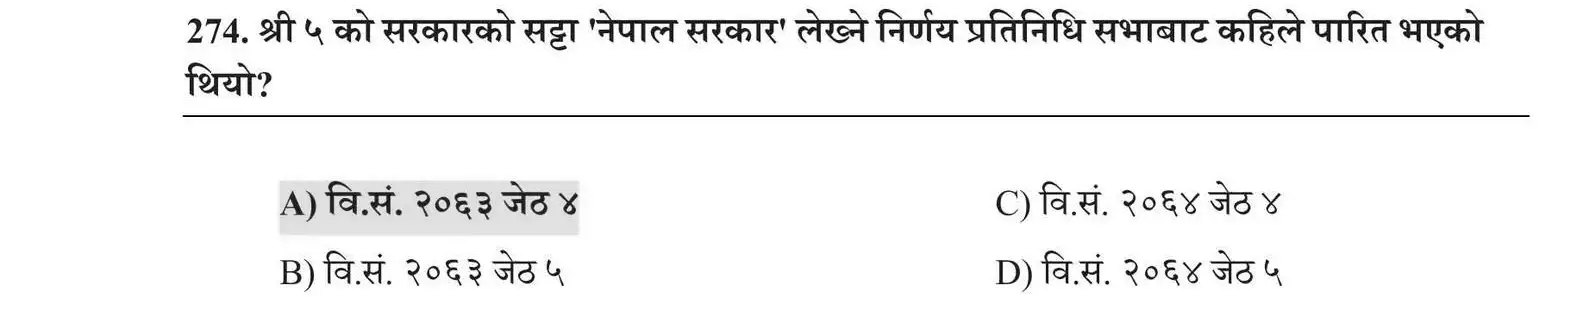 274. श्री ५ को सरकारको सट्टा 'नेपाल सरकार' लेख्ने निर्णय प्रतिनिधि सभाबाट कहिले पारित भएको
थियो?
A) वि.सं. २०६३ जेठ ४
C) वि.सं. २०६४ जेठ ४
B) वि.सं. २०६३ जेठ ५
D) वि.सं. २०६४ जेठ ५